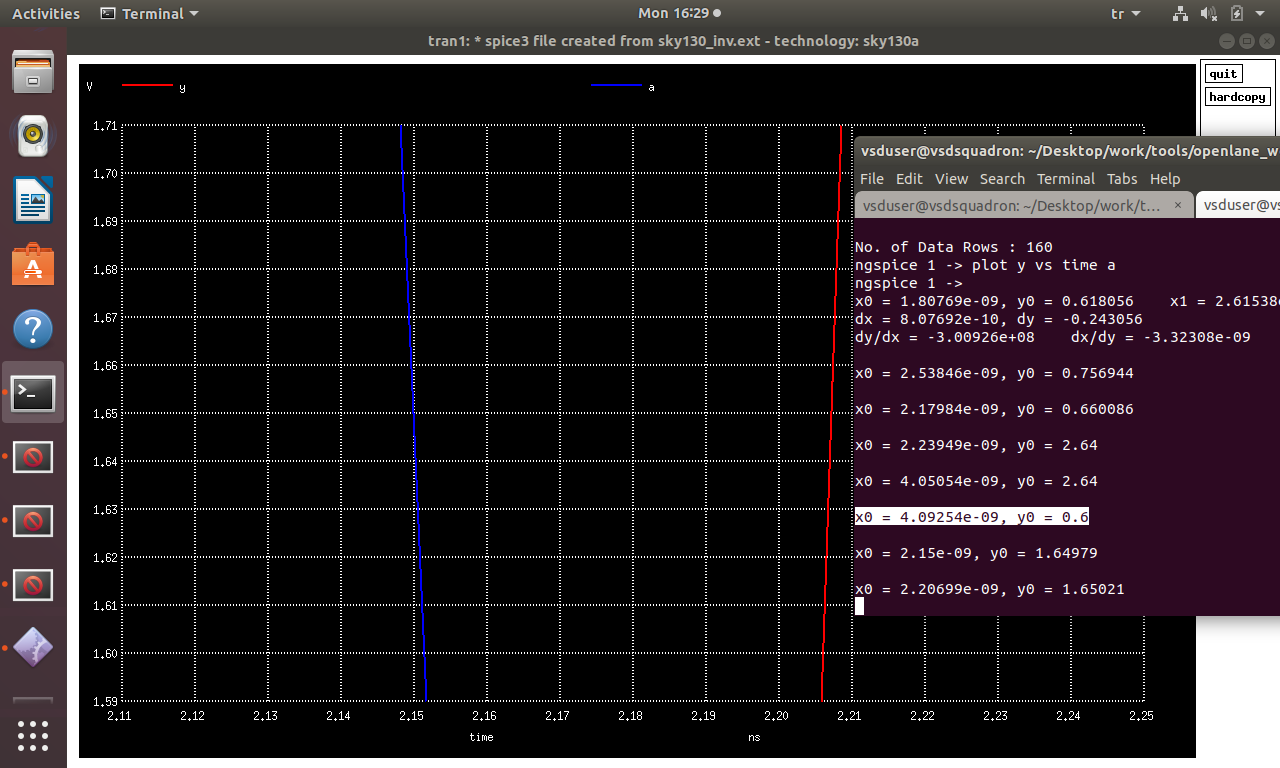 Activities Terminal Mon 16:29 tr
tran1: * spice3 file created from sky130_inv.ext - technology: sky130a
V y a
quit
hardcopy
1.71
1.70
1.69
1.68
1.67
1.66
1.65
1.64
1.63
1.62
1.61
1.60
1.59
2.11 2.12 2.13 2.14 2.15 2.16 2.17 2.18 2.19 2.20 2.21 2.22 2.23 2.24 2.25
time ns
vsduser@vsdsquadron: ~/Desktop/work/tools/openlane_w
File Edit View Search Terminal Tabs Help
vsduser@vsdsquadron: ~/Desktop/work/t... × vsduser@vs
No. of Data Rows : 160
ngspice 1 -> plot y vs time a
ngspice 1 ->
x0 = 1.80769e-09, y0 = 0.618056 x1 = 2.61538e
dx = 8.07692e-10, dy = -0.243056
dy/dx = -3.00926e+08 dx/dy = -3.32308e-09
x0 = 2.53846e-09, y0 = 0.756944
x0 = 2.17984e-09, y0 = 0.660086
x0 = 2.23949e-09, y0 = 2.64
x0 = 4.05054e-09, y0 = 2.64
x0 = 4.09254e-09, y0 = 0.6
x0 = 2.15e-09, y0 = 1.64979
x0 = 2.20699e-09, y0 = 1.65021